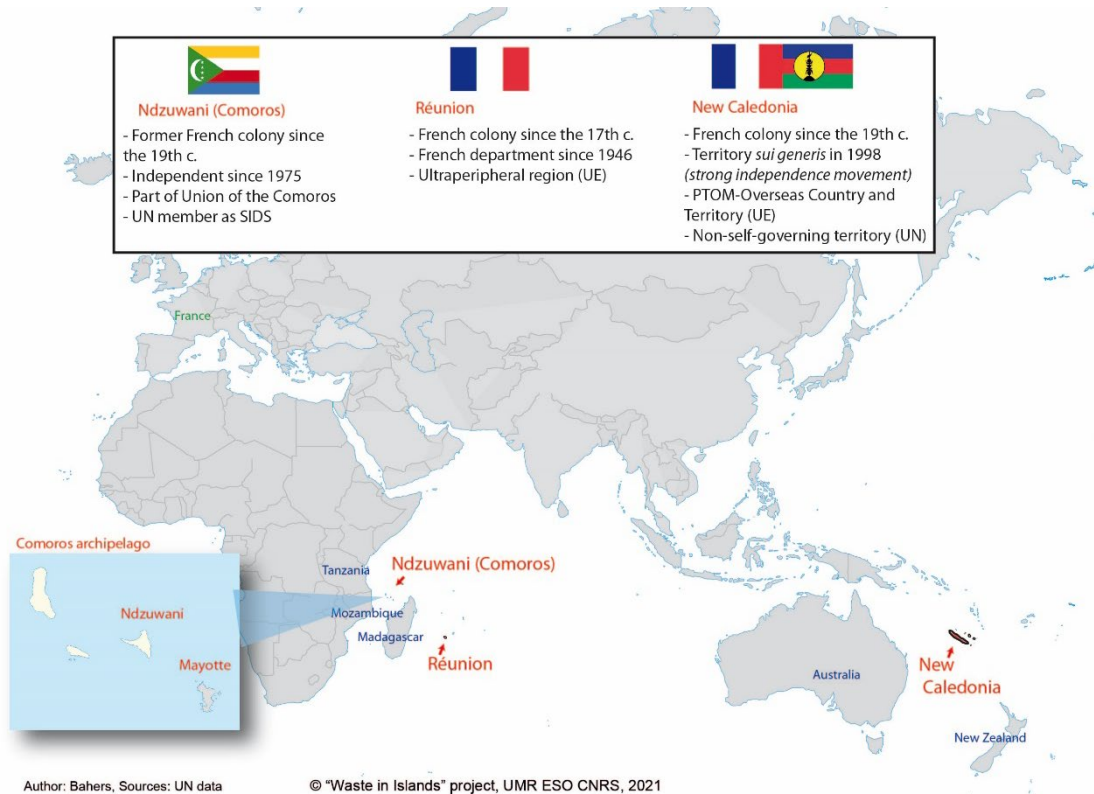 Ndzuwani (Comoros)
- Former French colony since
the 19th c.
- Independent since 1975
- Part of Union of the Comoros
- UN member as SIDS
Réunion
- French colony since the 17th c.
- French department since 1946
- Ultraperipheral region (UE)
New Caledonia
- French colony since the 19th c.
- Territory sui generis in 1998
(strong independence movement)
- PTOM-Overseas Country and
Territory (UE)
- Non-self-governing territory (UN)
France
Comoros archipelago
Ndzuwani
Mayotte
Tanzania
Ndzuwani (Comoros)
Mozambique
Madagascar
Réunion
Australia
New
Caledonia
New Zealand
Author: Bahers, Sources: UN data
© “Waste in Islands” project, UMR ESO CNRS, 2021